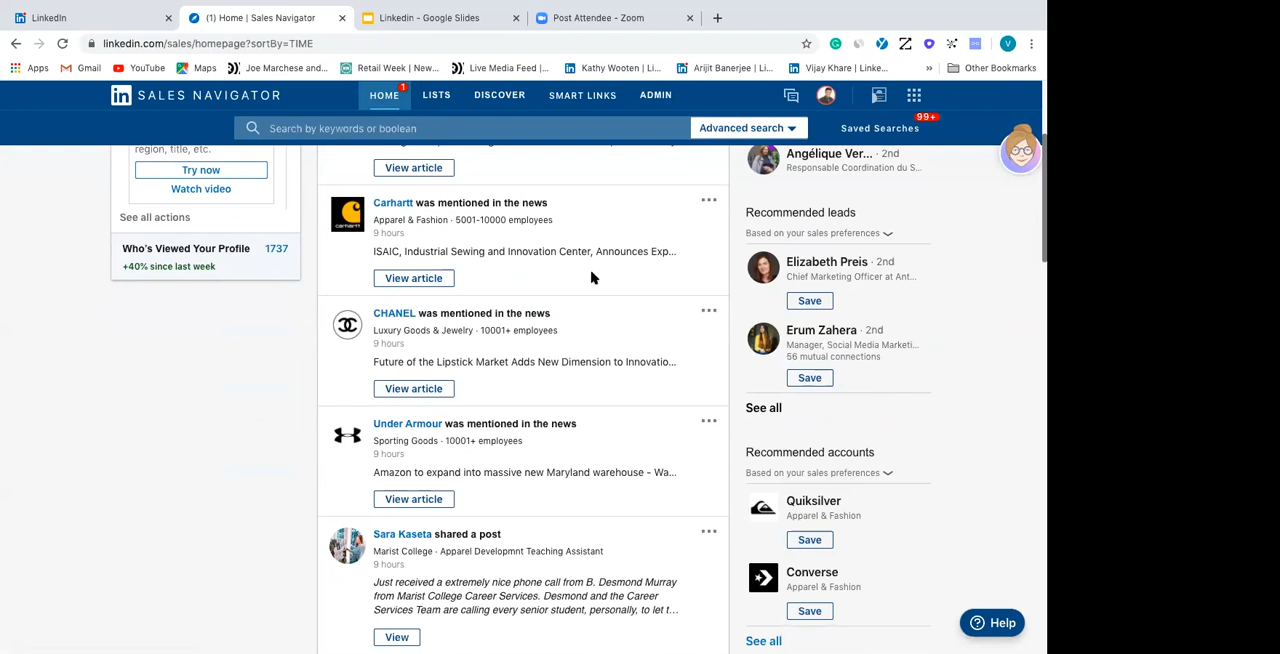 LinkedIn
(1) Home | Sales Navigator
Linkedin - Google Slides
Post Attendee - Zoom
linkedin.com/sales/homepage?sortBy=TIME
Apps
Gmail
YouTube
Maps
Joe Marchese and...
Retail Week | New...
Live Media Feed |...
Kathy Wooten | Li...
Arijit Banerjee | Li...
Vijay Khare | Linke...
Other Bookmarks
in SALES NAVIGATOR
HOME
1
LISTS
DISCOVER
SMART LINKS
ADMIN
Search by keywords or boolean
Advanced search
Saved Searches
99+
region, title, etc.
Try now
Watch video
See all actions
Who's Viewed Your Profile 1737
+40% since last week
View article
Carhartt was mentioned in the news
Apparel & Fashion · 5001-10000 employees
9 hours
ISAIC, Industrial Sewing and Innovation Center, Announces Exp...
View article
CHANEL was mentioned in the news
Luxury Goods & Jewelry · 10001+ employees
9 hours
Future of the Lipstick Market Adds New Dimension to Innovatio...
View article
Under Armour was mentioned in the news
Sporting Goods · 10001+ employees
9 hours
Amazon to expand into massive new Maryland warehouse - Wa...
View article
Sara Kaseta shared a post
Marist College · Apparel Developmnt Teaching Assistant
9 hours
Just received a extremely nice phone call from B. Desmond Murray
from Marist College Career Services. Desmond and the Career
Services Team are calling every senior student, personally, to let t...
View
Angélique Ver... · 2nd
Responsable Coordination du S...
Recommended leads
Based on your sales preferences
Elizabeth Preis · 2nd
Chief Marketing Officer at Ant...
Save
Erum Zahera · 2nd
Manager, Social Media Marketi...
56 mutual connections
Save
See all
Recommended accounts
Based on your sales preferences
Quiksilver
Apparel & Fashion
Save
Converse
Apparel & Fashion
Save
See all
Help